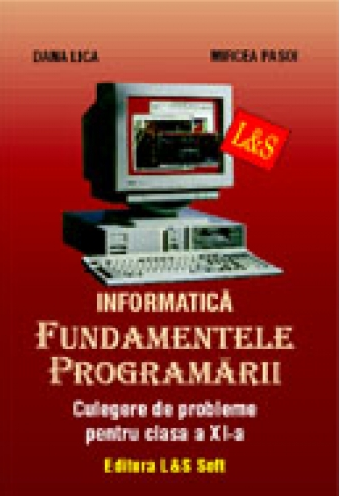 DANA LICA MIRCEA PASOI
L&S
INFORMATICĂ
FUNDAMENTELE
PROGRAMĂRII
Culegere de probleme
pentru clasa a XI-a
Editura L&S Soft